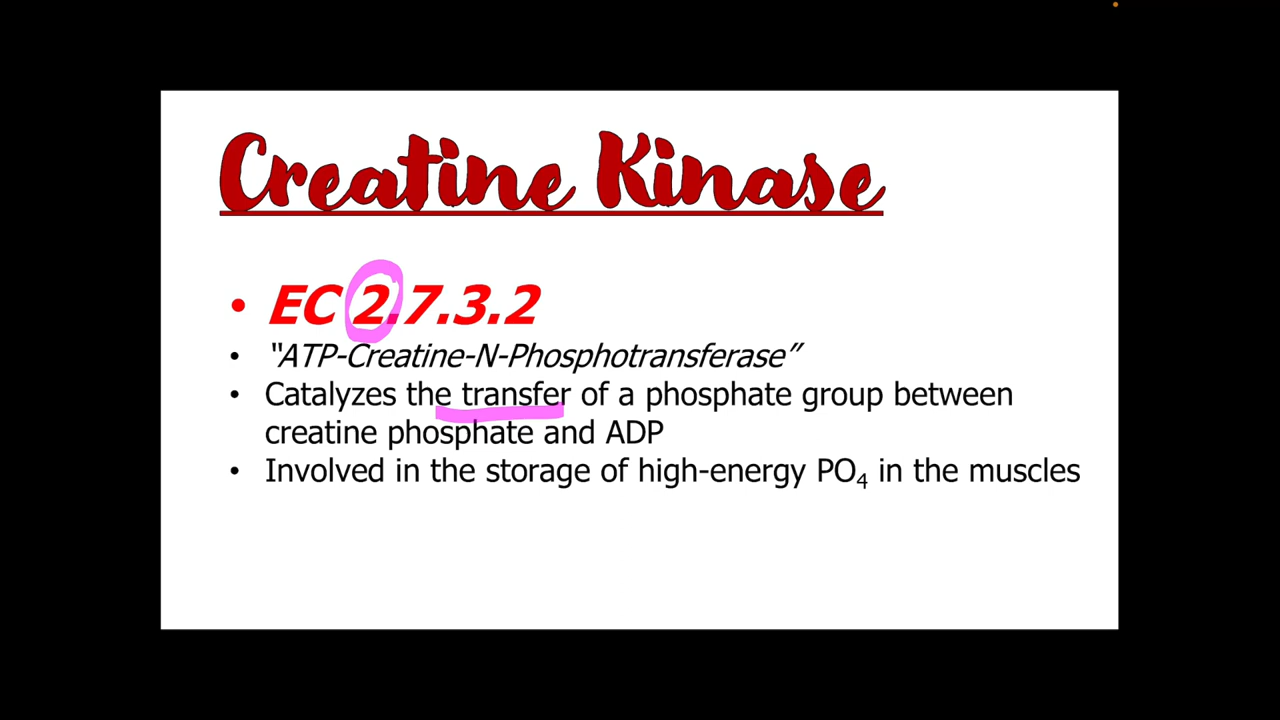 Creatine Kinase
• EC 2.7.3.2
• “ATP-Creatine-N-Phosphotransferase”
• Catalyzes the transfer of a phosphate group between
creatine phosphate and ADP
• Involved in the storage of high-energy PO₄ in the muscles